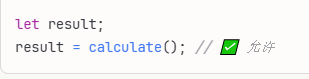 let result;
result = calculate(); // ✅ 允许